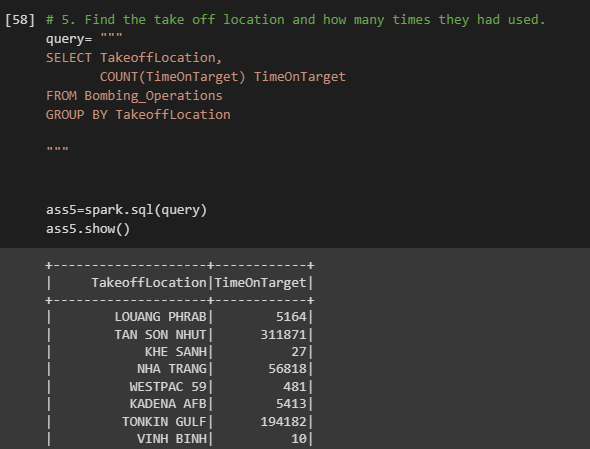 [58] # 5. Find the take off location and how many times they had used.
query= """
SELECT TakeoffLocation,
COUNT(TimeOnTarget) TimeOnTarget
FROM Bombing_Operations
GROUP BY TakeoffLocation
"""
ass5=spark.sql(query)
ass5.show()
+--------------------+------------+
|     TakeoffLocation|TimeOnTarget|
+--------------------+------------+
|        LOUANG PHRAB|        5164|
|        TAN SON NHUT|      311871|
|           KHE SANH|          27|
|          NHA TRANG|       56818|
|         WESTPAC 59|         481|
|         KADENA AFB|        5413|
|        TONKIN GULF|      194182|
|          VINH BINH|          10|